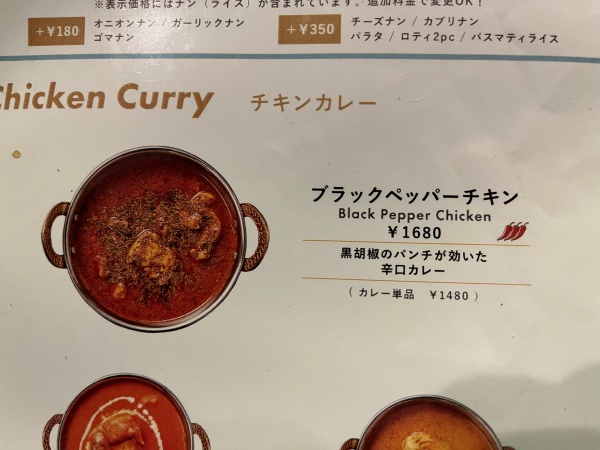 ※表示価格にはナン（ライス）が含まれています。追加料金で変更OK！
+¥180
オニオンナン / ガーリックナン
ゴマナン
+¥350
チーズナン / カブリナン
パラタ / ロティ2pc / バスマティライス
Chicken Curry チキンカレー
ブラックペッパーチキン
Black Pepper Chicken
¥1680
黒胡椒のパンチが効いた
辛口カレー
( カレー単品 ¥1480 )